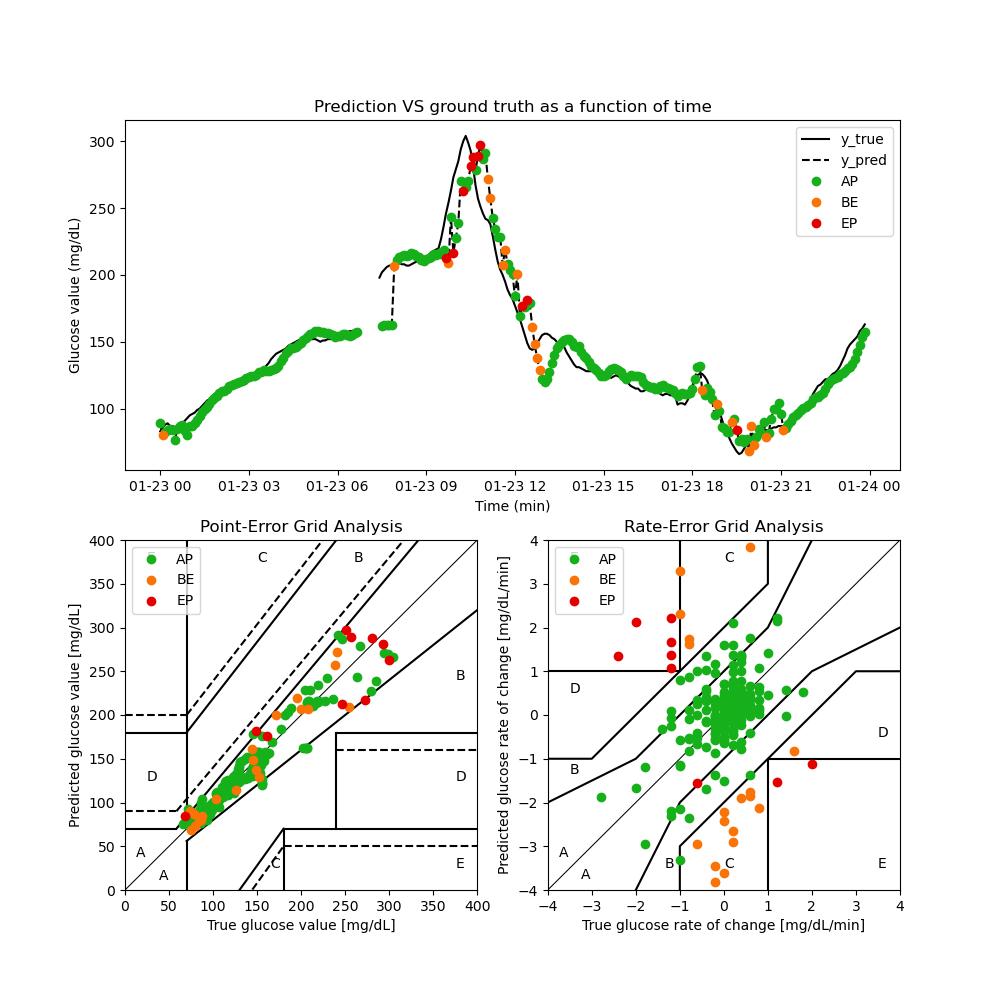 Prediction VS ground truth as a function of time
Glucose value (mg/dL)
300
250
200
150
100
y_true
y_pred
AP
BE
EP
01-23 00 01-23 03 01-23 06 01-23 09 01-23 12 01-23 15 01-23 18 01-23 21 01-24 00
Time (min)
Point-Error Grid Analysis
Predicted glucose value [mg/dL]
400
350
300
250
200
150
100
50
0
AP
BE
EP
C
B
B
D
D
A
A
C
E
0 50 100 150 200 250 300 350 400
True glucose value [mg/dL]
Rate-Error Grid Analysis
Predicted glucose rate of change [mg/dL/min]
4
3
2
1
0
−1
−2
−3
−4
AP
BE
EP
C
D
D
B
A
A
B
C
E
−4 −3 −2 −1 0 1 2 3 4
True glucose rate of change [mg/dL/min]